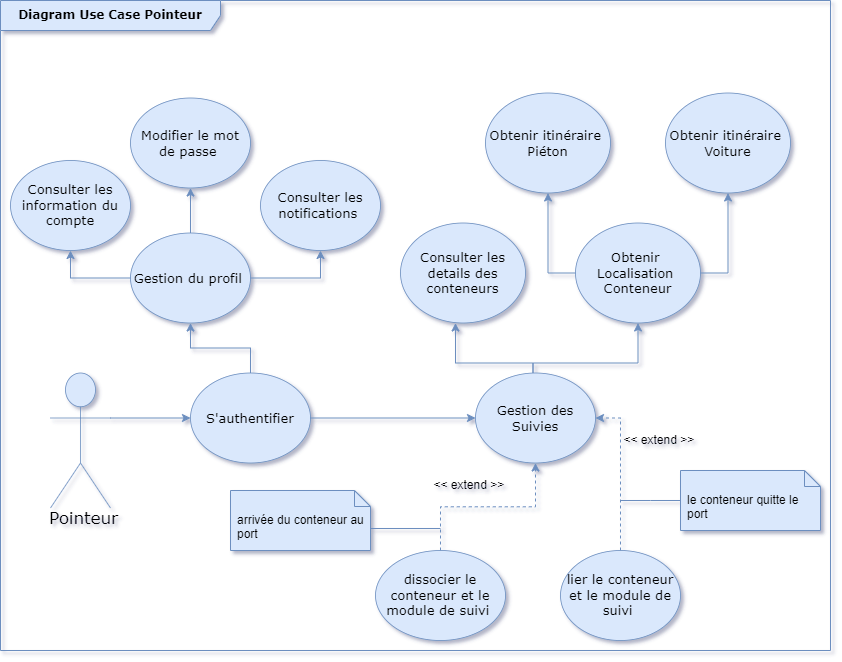 Diagram Use Case Pointeur
Modifier le mot
de passe
Consulter les
information du
compte
Consulter les
notifications
Gestion du profil
Obtenir itinéraire
Piéton
Obtenir itinéraire
Voiture
Consulter les
details des
conteneurs
Obtenir
Localisation
Conteneur
S'authentifier
Gestion des
Suivies
Pointeur
<< extend >>
<< extend >>
arrivée du conteneur au
port
le conteneur quitte le
port
dissocier le
conteneur et le
module de suivi
lier le conteneur
et le module de
suivi